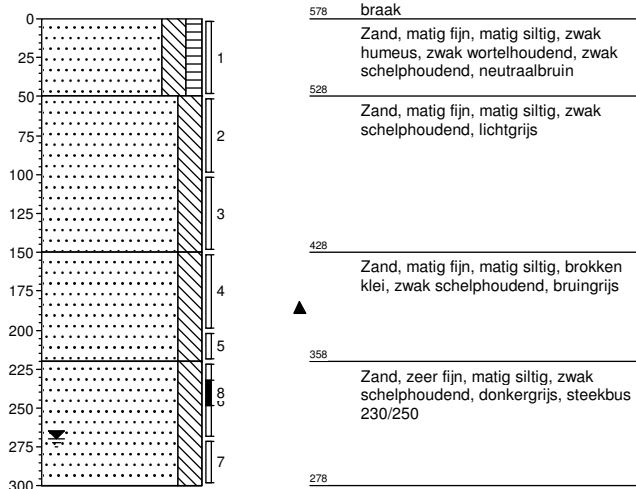 0
25
50
75
100
125
150
175
200
225
250
275
300
1
2
3
4
5
8
7
578
braak
Zand, matig fijn, matig siltig, zwak
humeus, zwak wortelhoudend, zwak
schelphoudend, neutraalbruin
528
Zand, matig fijn, matig siltig, zwak
schelphoudend, lichtgrijs
428
Zand, matig fijn, matig siltig, brokken
klei, zwak schelphoudend, bruingrijs
358
Zand, zeer fijn, matig siltig, zwak
schelphoudend, donkergrijs, steekbus
230/250
278